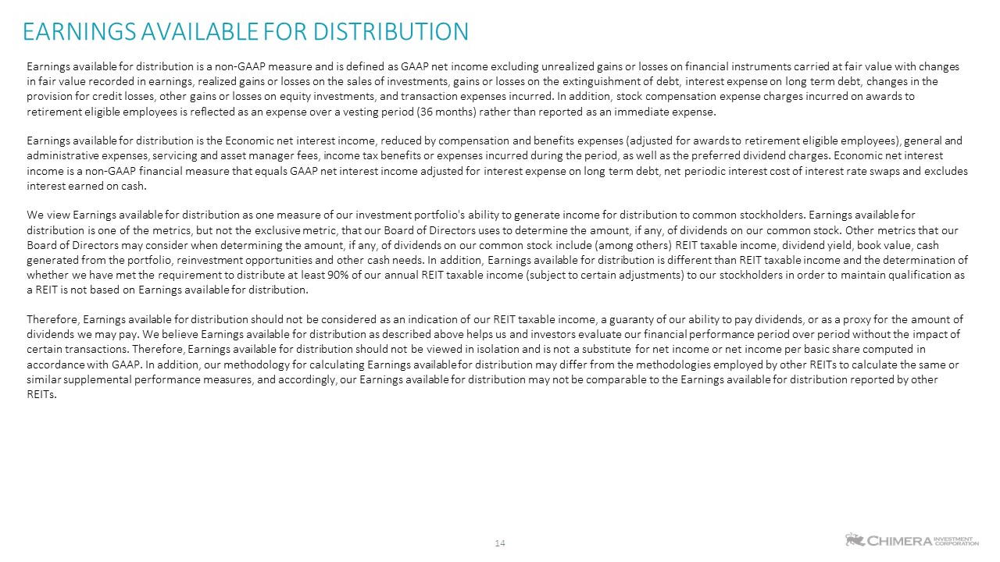 EARNINGS AVAILABLE FOR DISTRIBUTION
Earnings available for distribution is a non-GAAP measure and is defined as GAAP net income excluding unrealized gains or losses on financial instruments carried at fair value with changes
in fair value recorded in earnings, realized gains or losses on the sales of investments, gains or losses on the extinguishment of debt, interest expense on long term debt, changes in the
provision for credit losses, other gains or losses on equity investments, and transaction expenses incurred. In addition, stock compensation expense charges incurred on awards to
retirement eligible employees is reflected as an expense over a vesting period (36 months) rather than reported as an immediate expense.
Earnings available for distribution is the Economic net interest income, reduced by compensation and benefits expenses (adjusted for awards to retirement eligible employees), general and
administrative expenses, servicing and asset manager fees, income tax benefits or expenses incurred during the period, as well as the preferred dividend charges. Economic net interest
income is a non-GAAP financial measure that equals GAAP net interest income adjusted for interest expense on long term debt, net periodic interest cost of interest rate swaps and excludes
interest earned on cash.
We view Earnings available for distribution as one measure of our investment portfolio's ability to generate income for distribution to common stockholders. Earnings available for
distribution is one of the metrics, but not the exclusive metric, that our Board of Directors uses to determine the amount, if any, of dividends on our common stock. Other metrics that our
Board of Directors may consider when determining the amount, if any, of dividends on our common stock include (among others) REIT taxable income, dividend yield, book value, cash
generated from the portfolio, reinvestment opportunities and other cash needs. In addition, Earnings available for distribution is different than REIT taxable income and the determination of
whether we have met the requirement to distribute at least 90% of our annual REIT taxable income (subject to certain adjustments) to our stockholders in order to maintain qualification as
a REIT is not based on Earnings available for distribution.
Therefore, Earnings available for distribution should not be considered as an indication of our REIT taxable income, a guaranty of our ability to pay dividends, or as a proxy for the amount of
dividends we may pay. We believe Earnings available for distribution as described above helps us and investors evaluate our financial performance period over period without the impact of
certain transactions. Therefore, Earnings available for distribution should not be viewed in isolation and is not a substitute for net income or net income per basic share computed in
accordance with GAAP. In addition, our methodology for calculating Earnings available for distribution may differ from the methodologies employed by other REITs to calculate the same or
similar supplemental performance measures, and accordingly, our Earnings available for distribution may not be comparable to the Earnings available for distribution reported by other
REITs.
14
CHIMERA INVESTMENT
CORPORATION